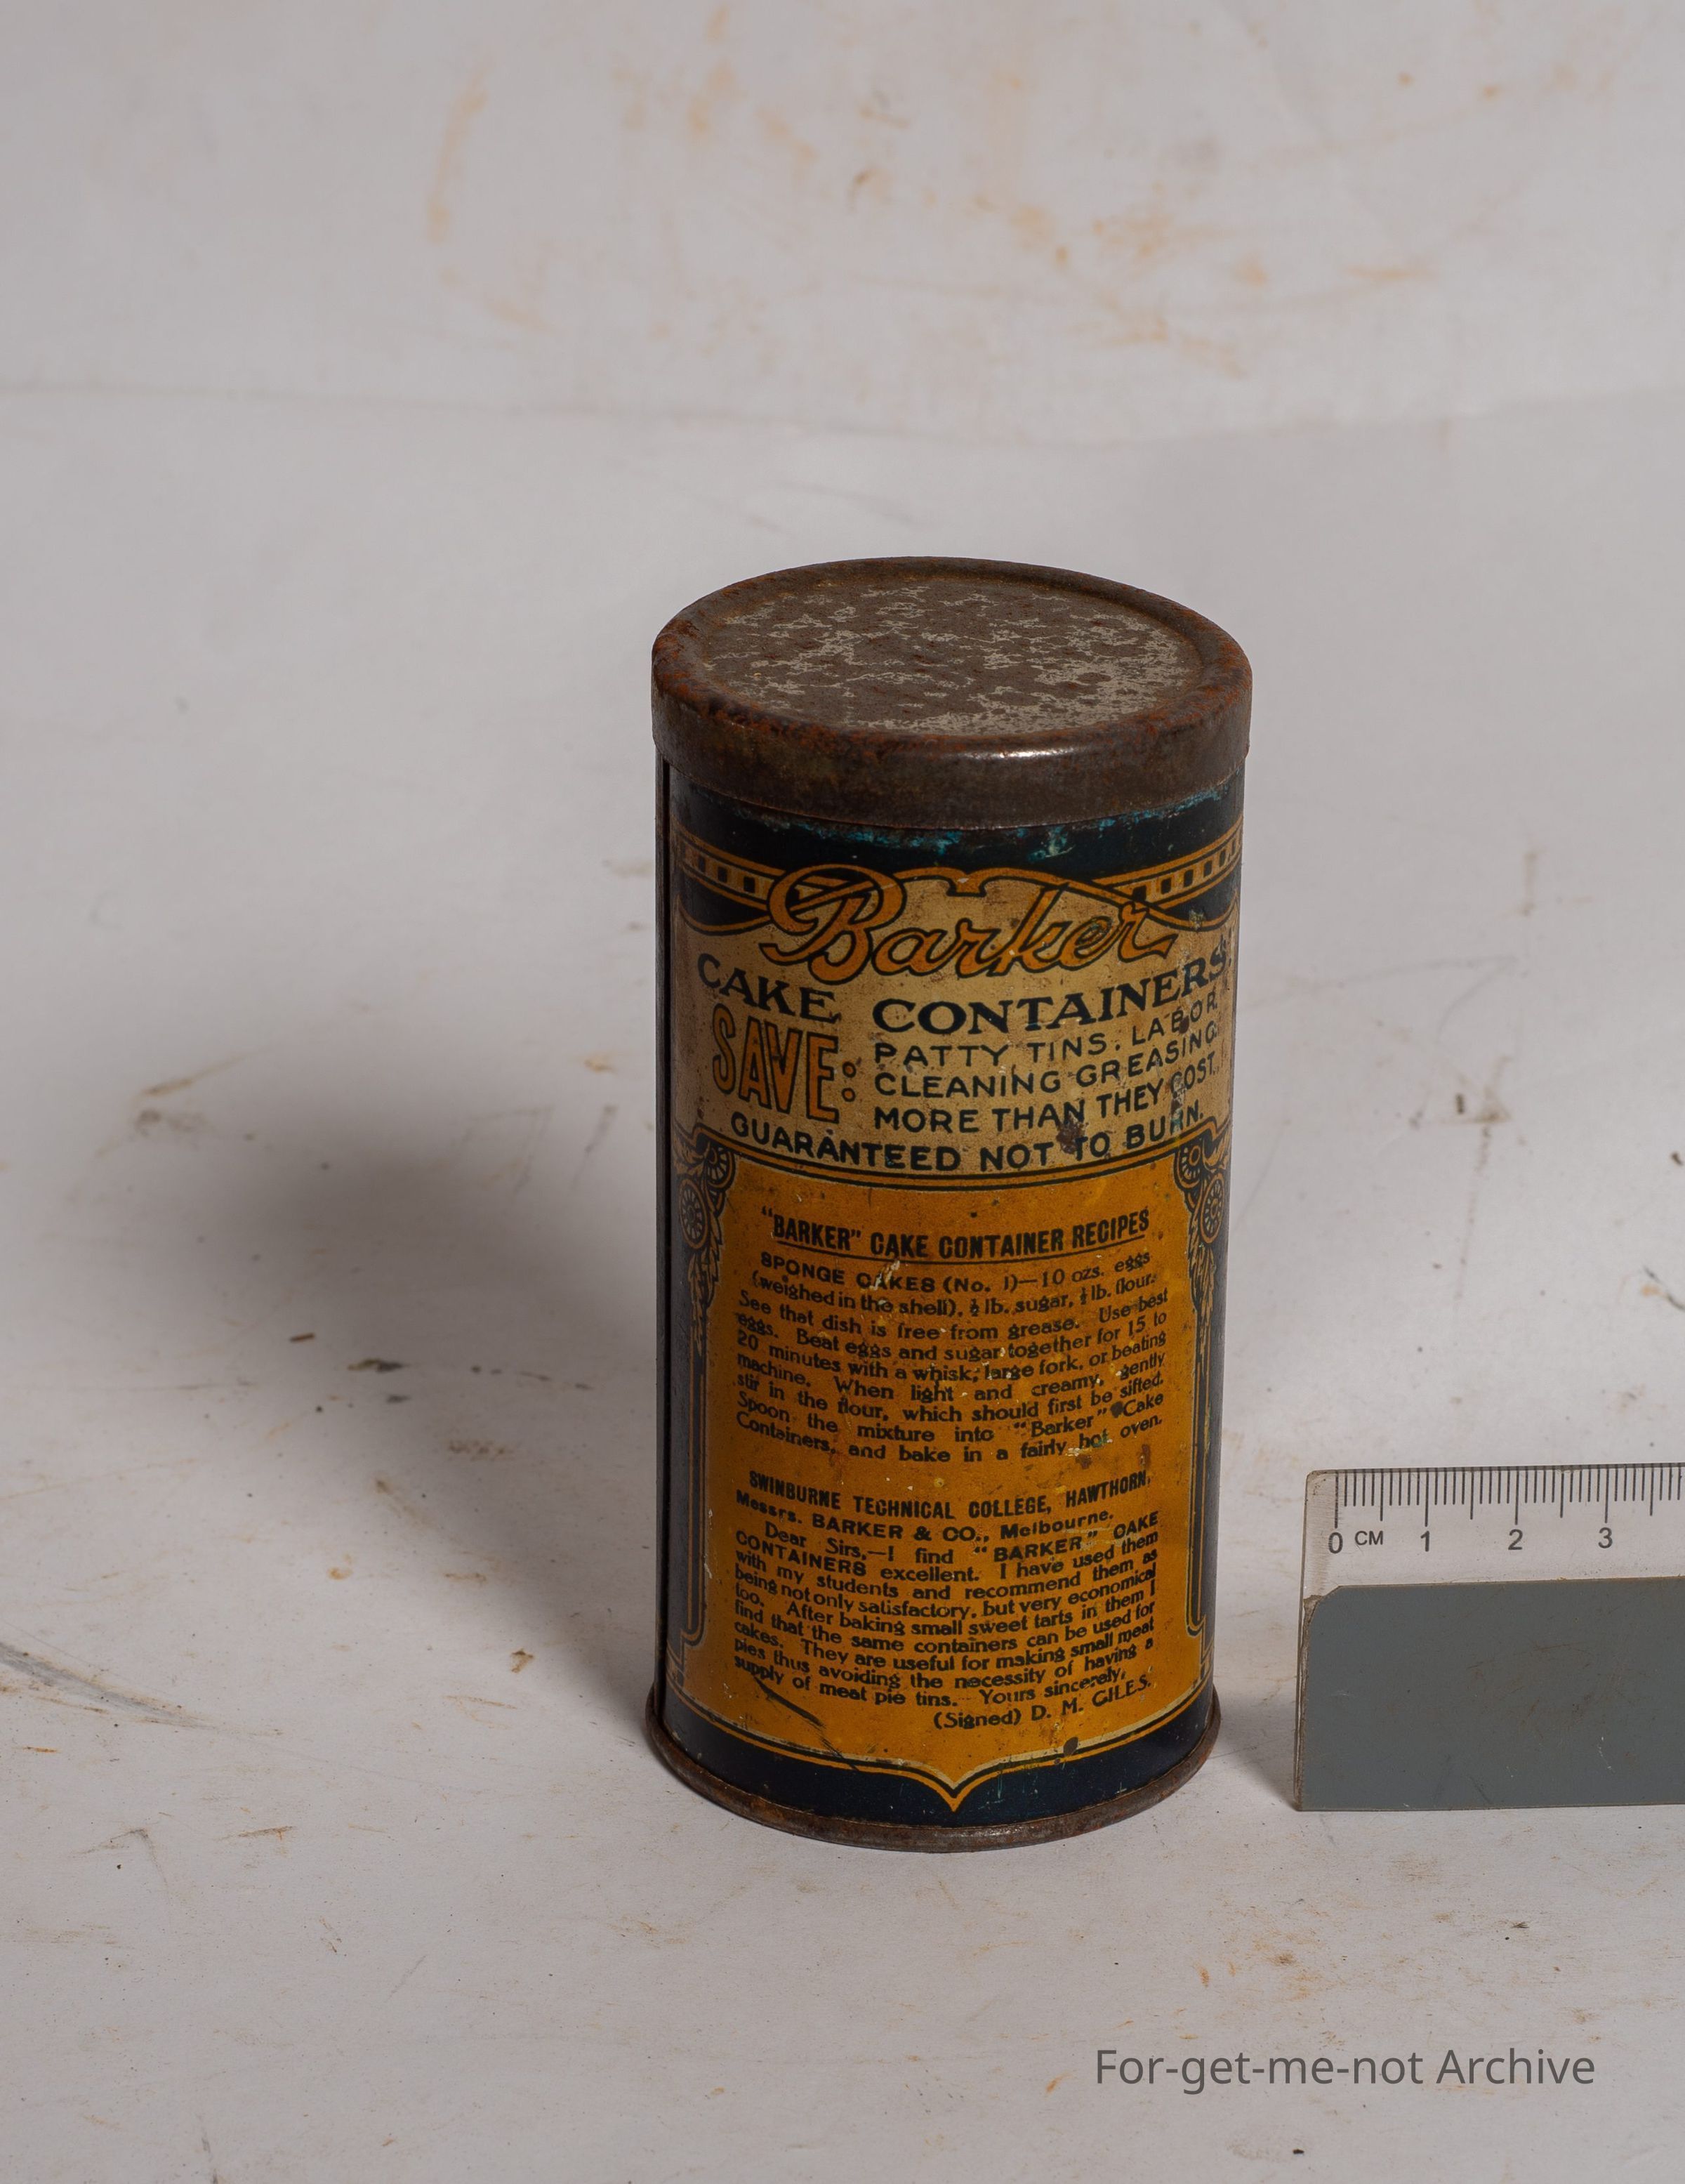 Barker
CAKE CONTAINERS
SAVE: PATTY TINS. LABOR.
CLEANING GREASING.
MORE THAN THEY COST.
GUARANTEED NOT TO BURN.
"BARKER" CAKE CONTAINER RECIPES
SPONGE CAKES (No. 1)—10 ozs. eggs
(weighed in the shell), ½ lb. sugar, lb. flour.
See that dish is free from grease. Use best
eggs. Beat eggs and sugar together for 15 to
20 minutes with a whisk, large fork, or beating
machine. When light and creamy, gently
stir in the flour, which should first be sifted.
Spoon the mixture into "Barker" Cake
Containers, and bake in a fairly hot oven.
SWINBURNE TECHNICAL COLLEGE, HAWTHORN.
Messrs. BARKER & CO., Melbourne.
Dear Sirs,—I find "BARKER" CAKE
CONTAINERS excellent. I have used them
with my students and recommend them as
being not only satisfactory, but very economical
too. After baking small sweet tarts in them I
find that the same containers can be used for
cakes. They are useful for making small meat
pies thus avoiding the necessity of having a
supply of meat pie tins. Yours sincerely,
(Signed) D. M. GILES.
0 CM 1 2 3
For-get-me-not Archive